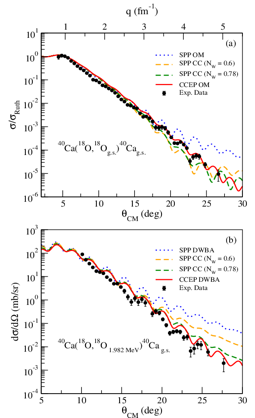 q (fm⁻¹)
1 2 3 4 5
(a)
SPP OM
SPP CC (N_w = 0.6)
SPP CC (N_w = 0.78)
CCEP OM
Exp. Data
10¹
10⁰
10⁻¹
10⁻²
10⁻³
10⁻⁴
10⁻⁵
10⁻⁶
σ/σ_Ruth
⁴⁰Ca(¹⁸O,¹⁸O_g.s.)⁴⁰Ca_g.s.
5 10 15 20 25 30
θ_CM (deg)
(b)
SPP DWBA
SPP CC (N_w = 0.6)
SPP CC (N_w = 0.78)
CCEP DWBA
Exp. Data
10³
10²
10¹
10⁰
10⁻¹
10⁻²
10⁻³
10⁻⁴
dσ/dΩ (mb/sr)
⁴⁰Ca(¹⁸O,¹⁸O_1.982 MeV)⁴⁰Ca_g.s.
5 10 15 20 25 30
θ_CM (deg)